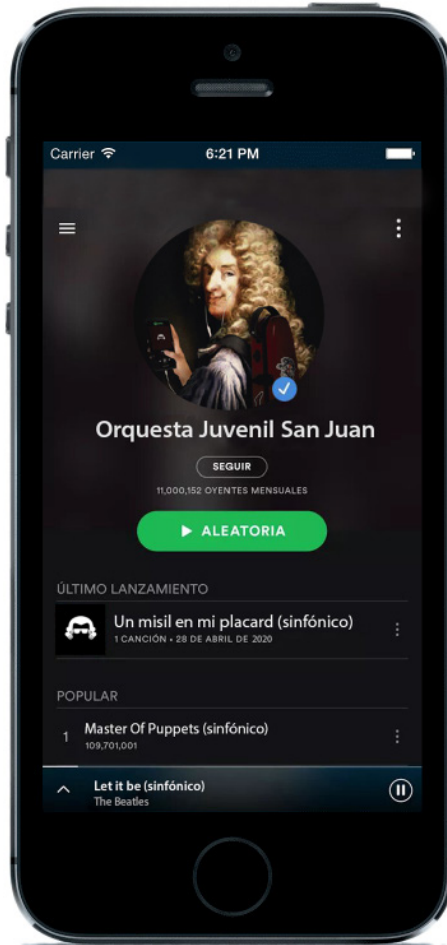 Carrier
6:21 PM
Orquesta Juvenil San Juan
SEGUIR
11,000,152 OYENTES MENSUALES
ALEATORIA
ÚLTIMO LANZAMIENTO
Un misil en mi placard (sinfónico)
1 CANCIÓN • 28 DE ABRIL DE 2020
POPULAR
1 Master Of Puppets (sinfónico)
109,701,001
Let it be (sinfónico)
The Beatles